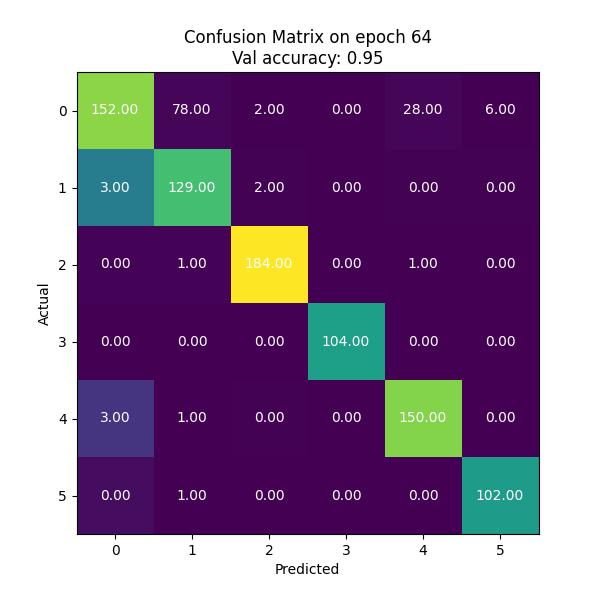 Confusion Matrix on epoch 64
Val accuracy: 0.95
0 152.00 78.00 2.00 0.00 28.00 6.00
1 3.00 129.00 2.00 0.00 0.00 0.00
2 0.00 1.00 184.00 0.00 1.00 0.00
Actual
3 0.00 0.00 0.00 104.00 0.00 0.00
4 3.00 1.00 0.00 0.00 150.00 0.00
5 0.00 1.00 0.00 0.00 0.00 102.00
0 1 2 3 4 5
Predicted